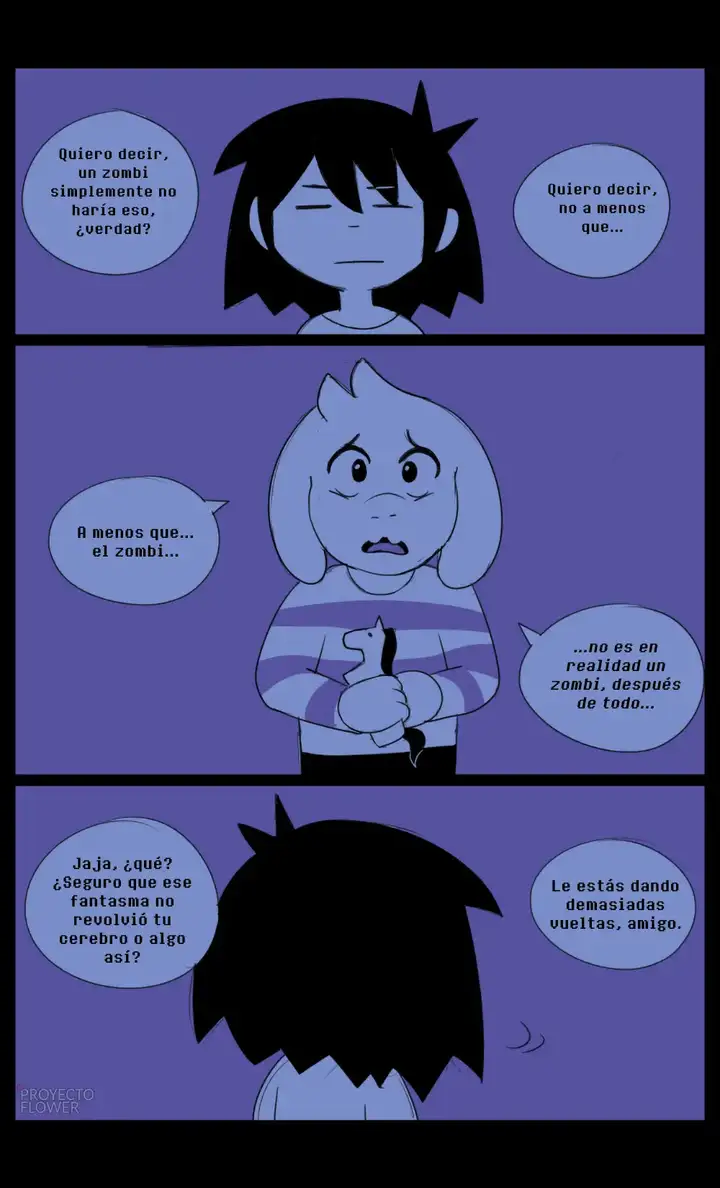 Quiero decir,
un zombi
simplemente no
haría eso,
¿verdad?
Quiero decir,
no a menos
que...
A menos que...
el zombi...
...no es en
realidad un
zombi, después
de todo...
Jaja, ¿qué?
¿Seguro que ese
fantasma no
revolvió tu
cerebro o algo
así?
Le estás dando
demasiadas
vueltas, amigo.
PROYECTO
FLOWER